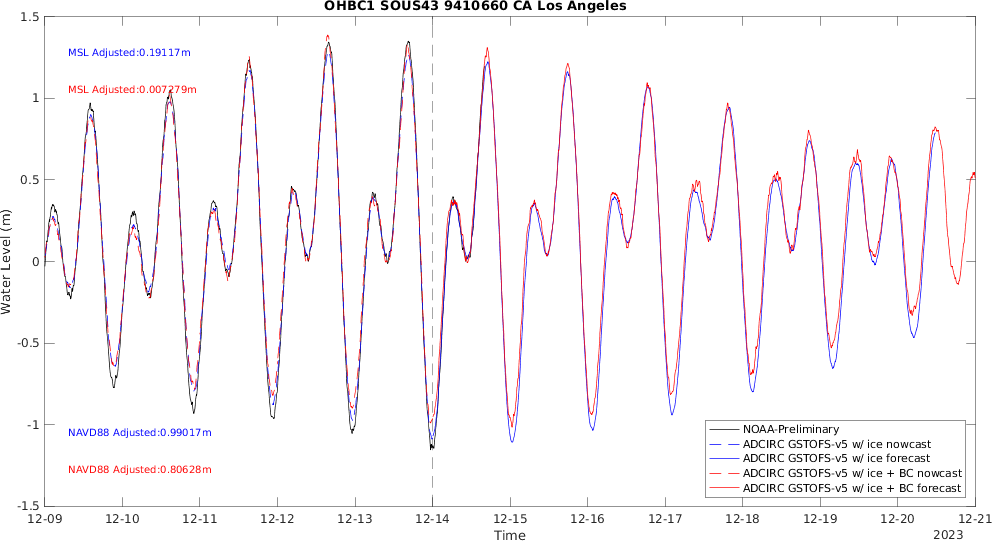 OHBC1 SOUS43 9410660 CA Los Angeles
1.5
1
0.5
0
-0.5
-1
-1.5
Water Level (m)
MSL Adjusted:0.19117m
MSL Adjusted:0.007279m
NAVD88 Adjusted:0.99017m
NAVD88 Adjusted:0.80628m
NOAA-Preliminary
ADCIRC GSTOFS-v5 w/ ice nowcast
ADCIRC GSTOFS-v5 w/ ice forecast
ADCIRC GSTOFS-v5 w/ ice + BC nowcast
ADCIRC GSTOFS-v5 w/ ice + BC forecast
12-09 12-10 12-11 12-12 12-13 12-14 12-15 12-16 12-17 12-18 12-19 12-20 12-21
Time
2023